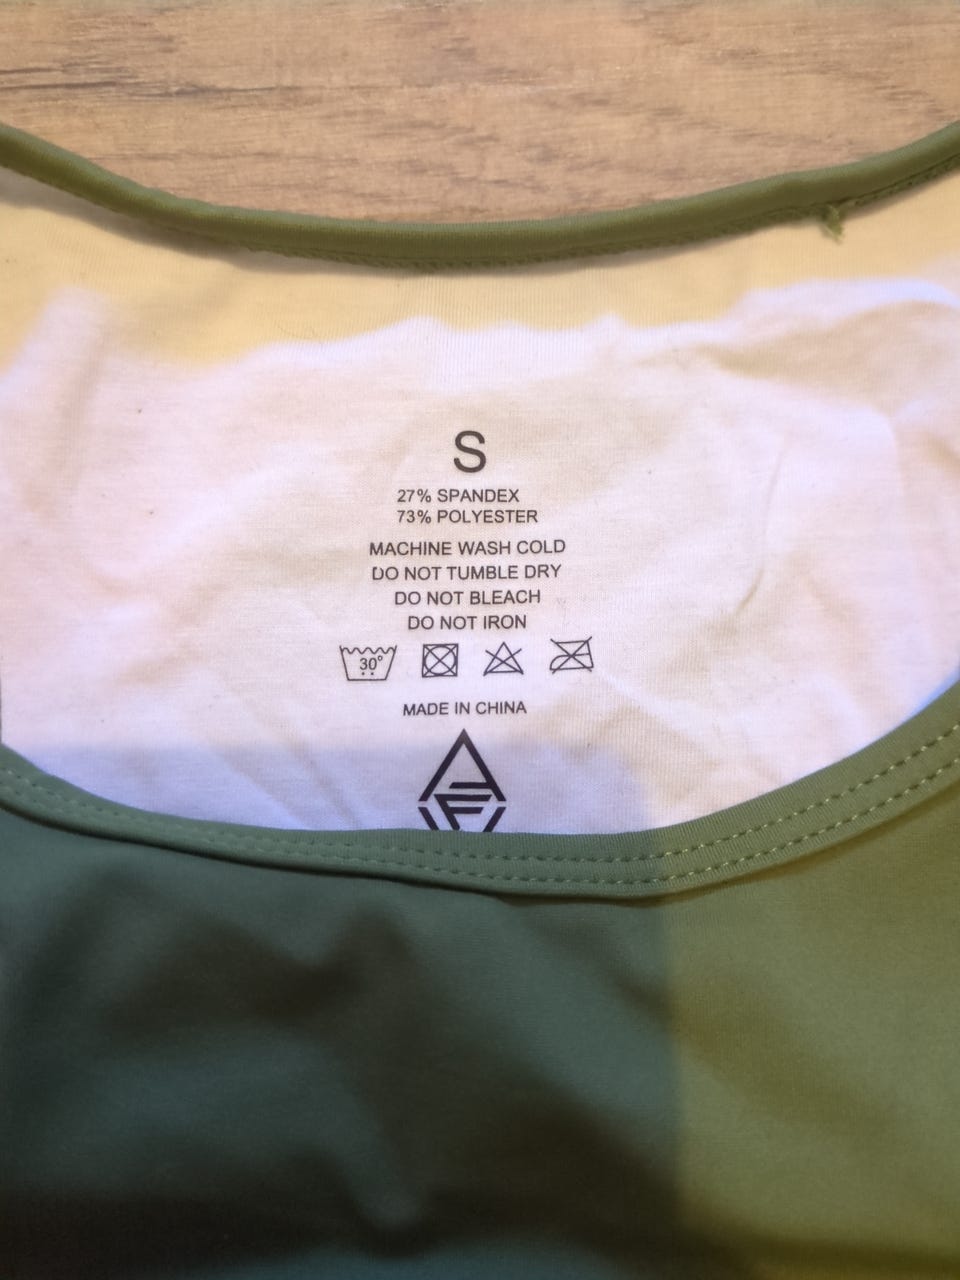 S
27% SPANDEX
73% POLYESTER
MACHINE WASH COLD
DO NOT TUMBLE DRY
DO NOT BLEACH
DO NOT IRON
30°
MADE IN CHINA